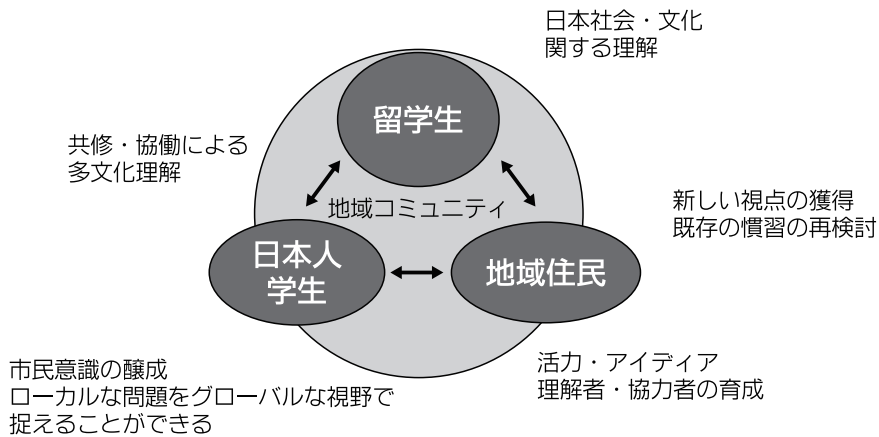 日本社会・文化
関する理解
留学生
共修・協働による
多文化理解
地域コミュニティ
新しい視点の獲得
既存の慣習の再検討
日本人
学生
地域住民
市民意識の醸成
ローカルな問題をグローバルな視野で
捉えることができる
活力・アイディア
理解者・協力者の育成